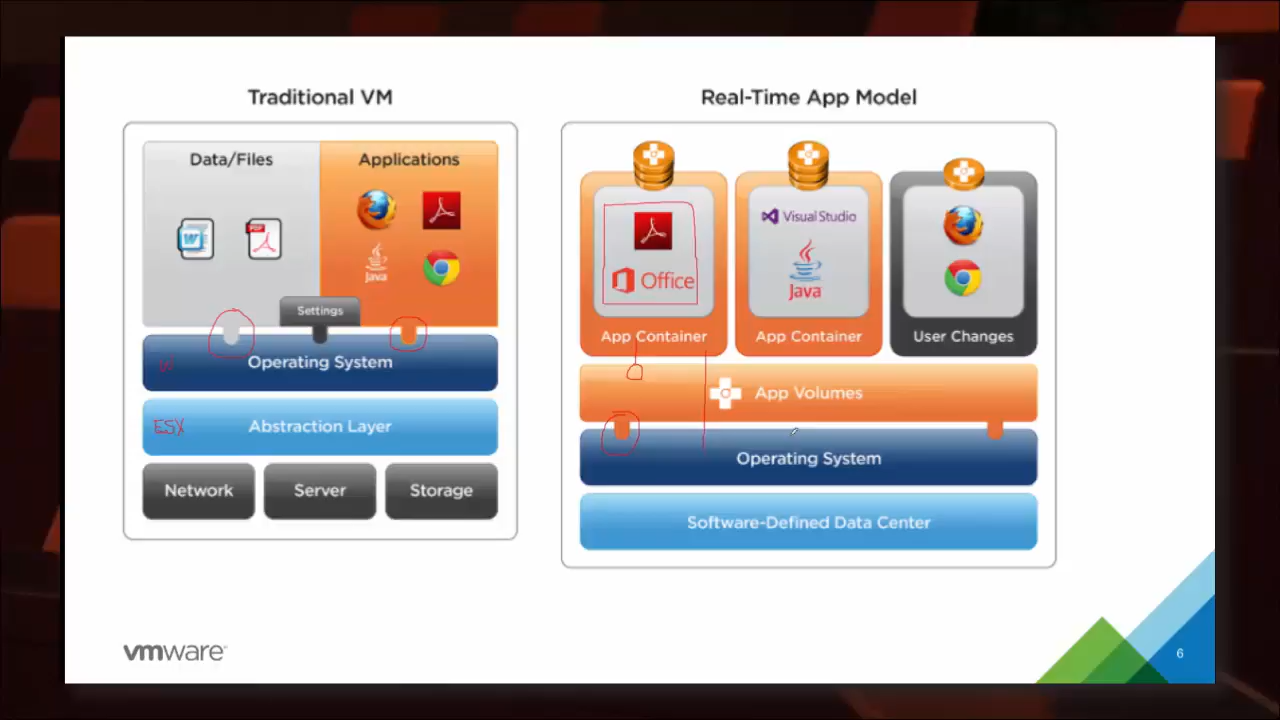 Traditional VM
Data/Files
Applications
W
PDF
Java
Settings
W
Operating System
ESX
Abstraction Layer
Network
Server
Storage
Real-Time App Model
Office
App Container
Visual Studio
Java
App Container
User Changes
App Volumes
Operating System
Software-Defined Data Center
vmware
6